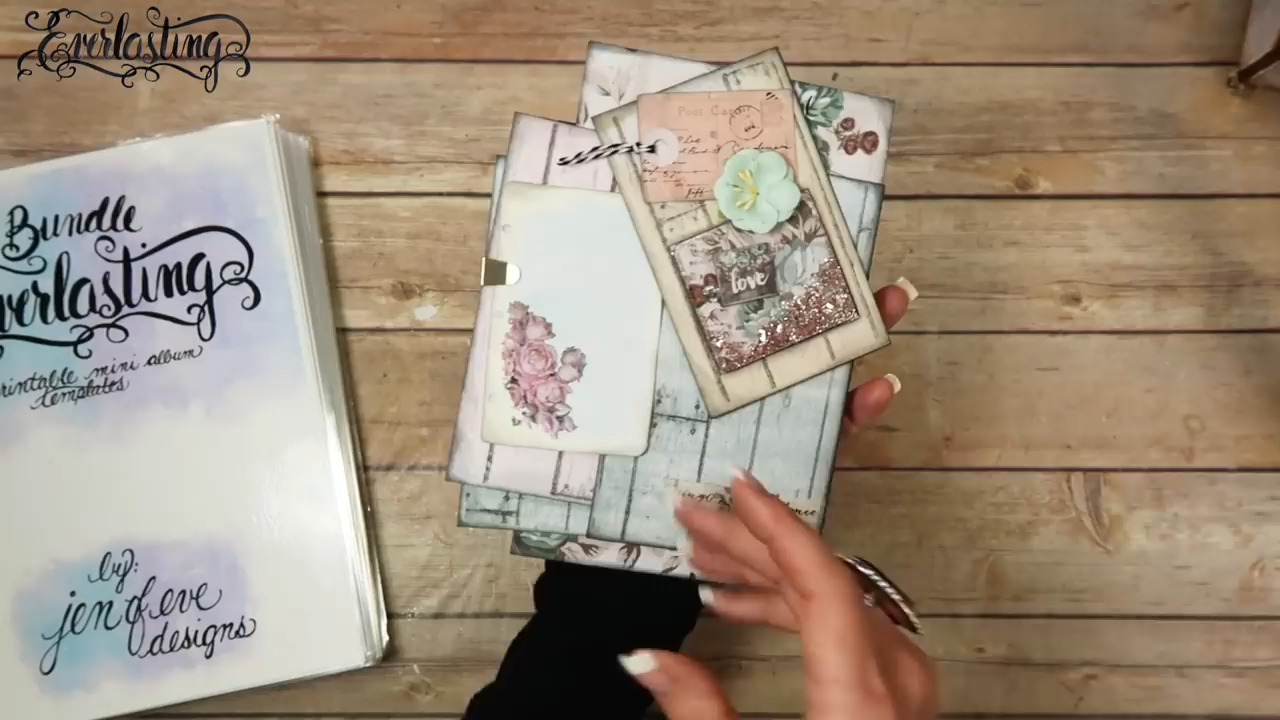 Everlasting
Bundle
verlasting
rintable mini album
templates
by:
jen of eve
designs
Post Card
love